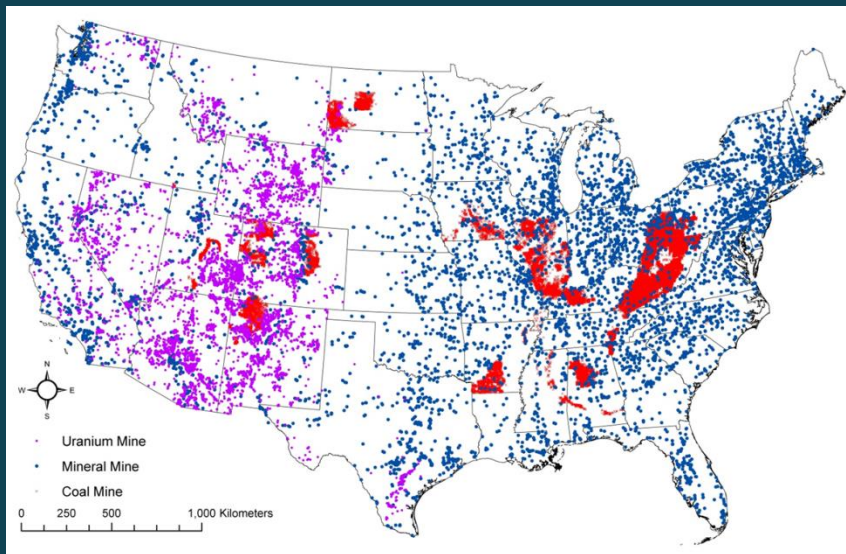 N
W E
S
Uranium Mine
Mineral Mine
Coal Mine
0 250 500 1,000 Kilometers